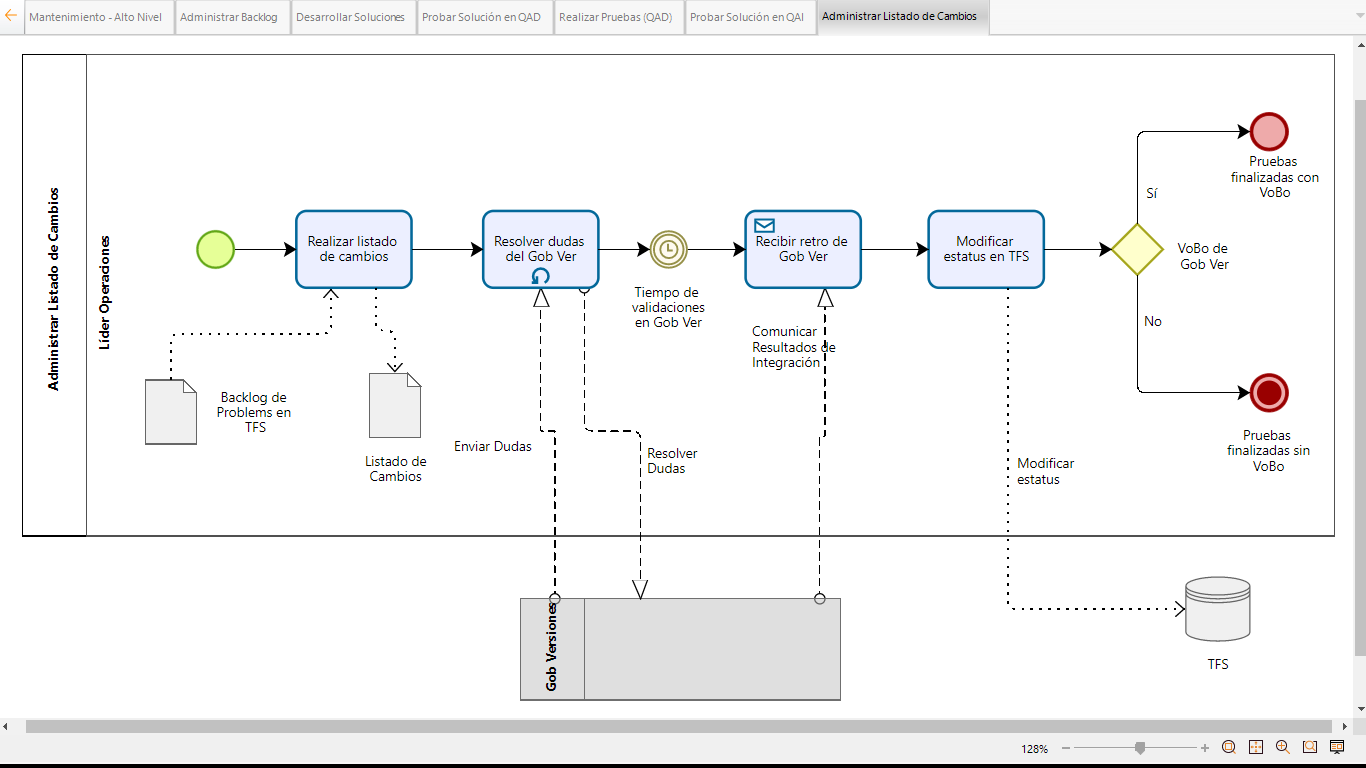 Mantenimiento - Alto Nivel
Administrar Backlog
Desarrollar Soluciones
Probar Solución en QAD
Realizar Pruebas (QAD)
Probar Solución en QAI
Administrar Listado de Cambios
Administrar Listado de Cambios
Líder Operadores
Realizar listado
de cambios
Resolver dudas
del Gob Ver
Tiempo de
validaciones
en Gob Ver
Recibir retro de
Gob Ver
Modificar
estatus en TFS
VoBo de
Gob Ver
Sí
Pruebas
finalizadas con
VoBo
No
Pruebas
finalizadas sin
VoBo
Backlog de
Problems en
TFS
Listado de
Cambios
Enviar Dudas
Resolver
Dudas
Comunicar
Resultados de
Integración
Modificar
estatus
Gob Versiones
TFS
128%